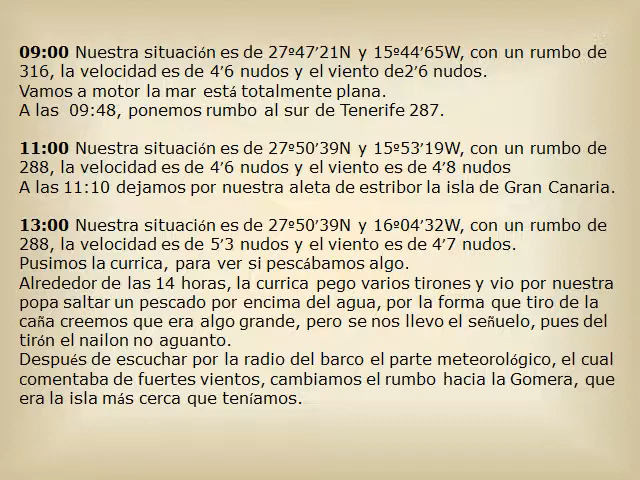 09:00 Nuestra situación es de 27º47’21N y 15º44’65W, con un rumbo de
316, la velocidad es de 4’6 nudos y el viento de2’6 nudos.
Vamos a motor la mar está totalmente plana.
A las  09:48, ponemos rumbo al sur de Tenerife 287.
11:00 Nuestra situación es de 27º50’39N y 15º53’19W, con un rumbo de
288, la velocidad es de 4’6 nudos y el viento es de 4’8 nudos
A las 11:10 dejamos por nuestra aleta de estribor la isla de Gran Canaria.
13:00 Nuestra situación es de 27º50’39N y 16º04’32W, con un rumbo de
288, la velocidad es de 5’3 nudos y el viento es de 4’7 nudos.
Pusimos la currica, para ver si pescábamos algo.
Alrededor de las 14 horas, la currica pego varios tirones y vio por nuestra
popa saltar un pescado por encima del agua, por la forma que tiro de la
caña creemos que era algo grande, pero se nos llevo el señuelo, pues del
tirón el nailon no aguanto.
Después de escuchar por la radio del barco el parte meteorológico, el cual
comentaba de fuertes vientos, cambiamos el rumbo hacia la Gomera, que
era la isla más cerca que teníamos.